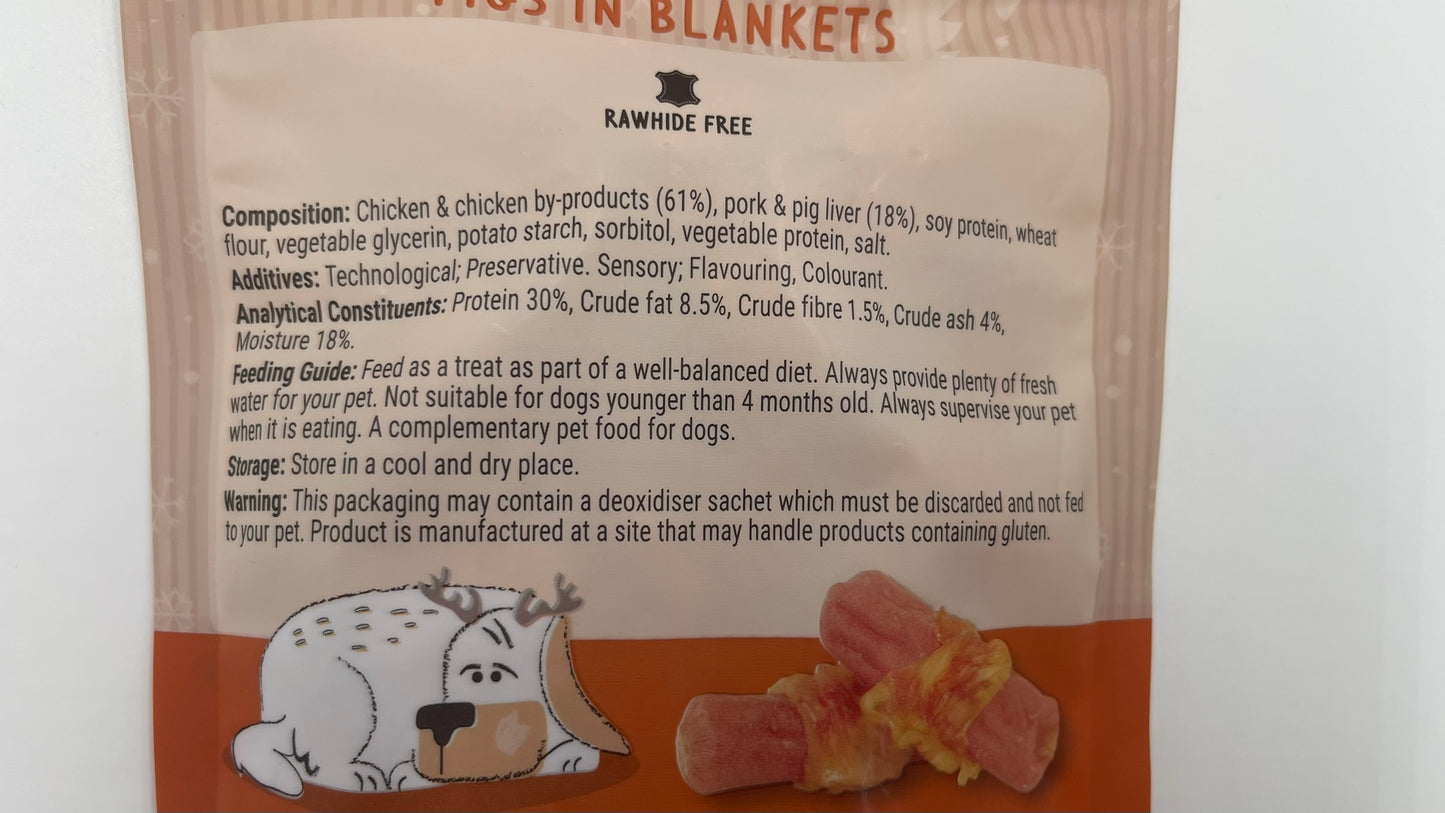 PIGS IN BLANKETS
RAWHIDE FREE
Composition: Chicken & chicken by-products (61%), pork & pig liver (18%), soy protein, wheat
flour, vegetable glycerin, potato starch, sorbitol, vegetable protein, salt.
Additives: Technological; Preservative. Sensory; Flavouring, Colourant.
Analytical Constituents: Protein 30%, Crude fat 8.5%, Crude fibre 1.5%, Crude ash 4%,
Moisture 18%.
Feeding Guide: Feed as a treat as part of a well-balanced diet. Always provide plenty of fresh
water for your pet. Not suitable for dogs younger than 4 months old. Always supervise your pet
when it is eating. A complementary pet food for dogs.
Storage: Store in a cool and dry place.
Warning: This packaging may contain a deoxidiser sachet which must be discarded and not fed
to your pet. Product is manufactured at a site that may handle products containing gluten.